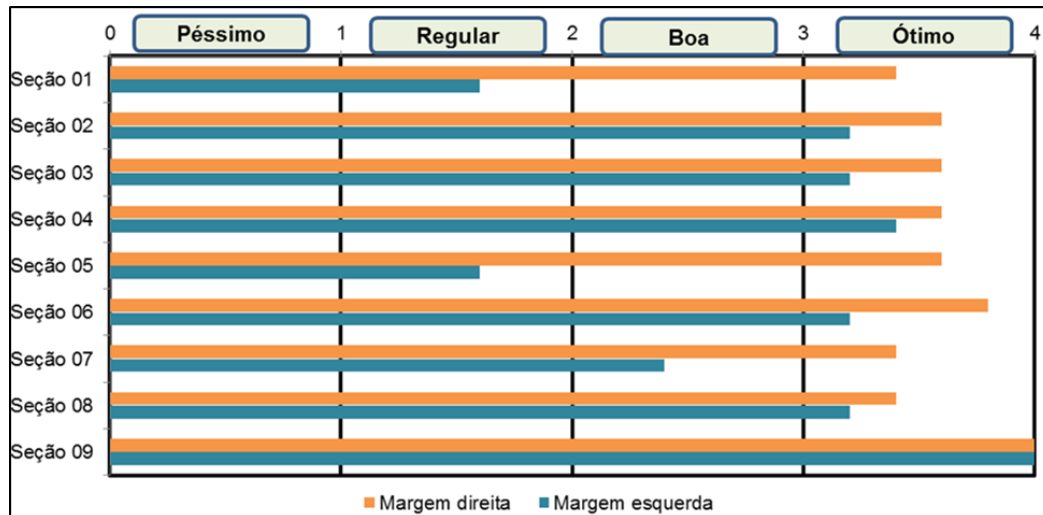 0 Péssimo 1 Regular 2 Boa 3 Ótimo 4
Seção 01
Seção 02
Seção 03
Seção 04
Seção 05
Seção 06
Seção 07
Seção 08
Seção 09
Margem direita Margem esquerda